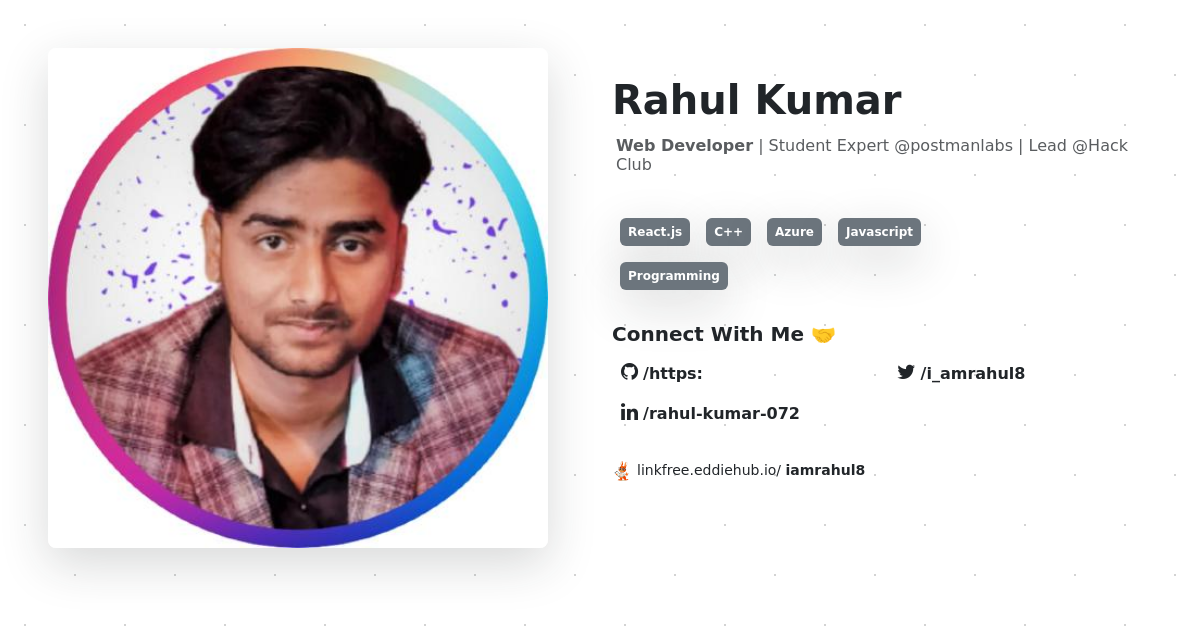 Rahul Kumar
Web Developer | Student Expert @postmanlabs | Lead @Hack
Club
React.js C++ Azure Javascript
Programming
Connect With Me 🤝
/https: /i_amrahul8
/rahul-kumar-072
linkfree.eddiehub.io/ iamrahul8